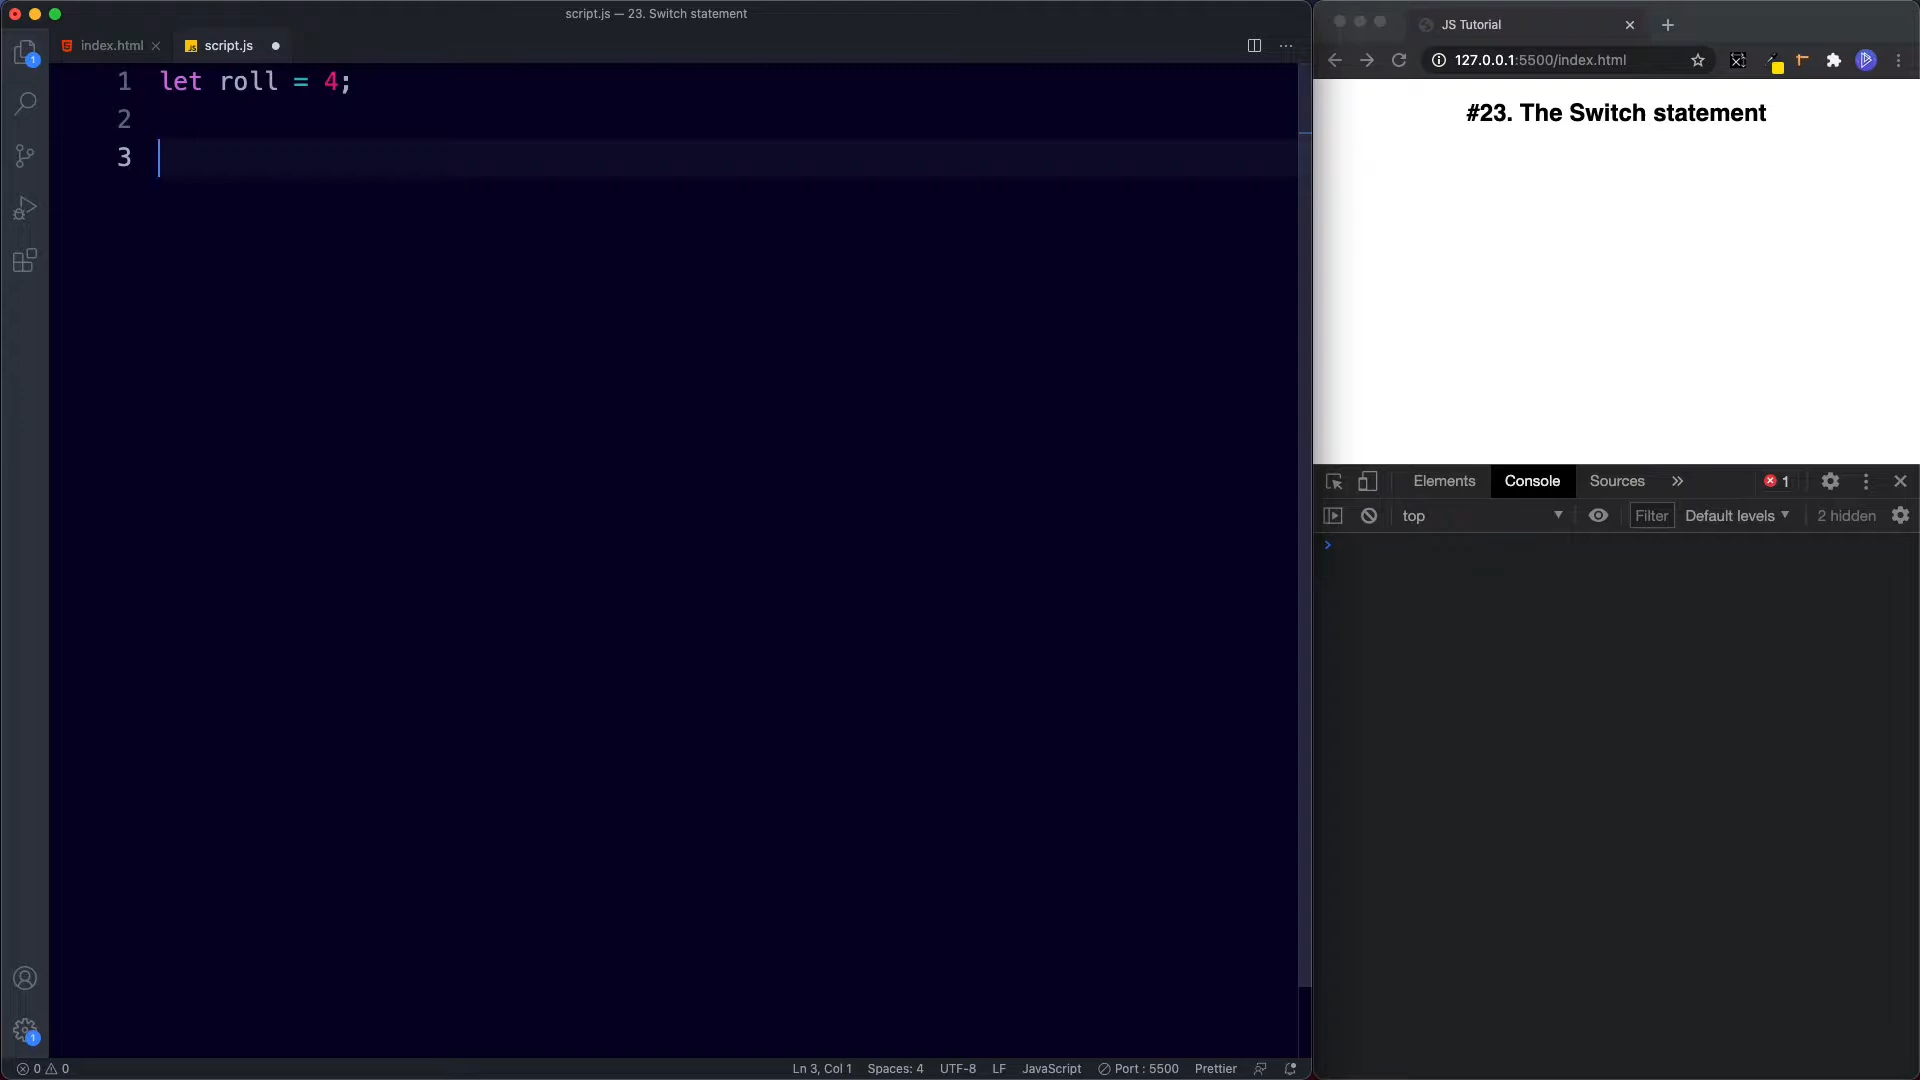 script.js — 23. Switch statement
index.html
script.js
1 let roll = 4;
2
3
0 0
Ln 3, Col 1 Spaces: 4 UTF-8 LF JavaScript Port : 5500 Prettier
1
1
JS Tutorial
127.0.0.1:5500/index.html
#23. The Switch statement
Elements Console Sources 1
top Filter Default levels 2 hidden